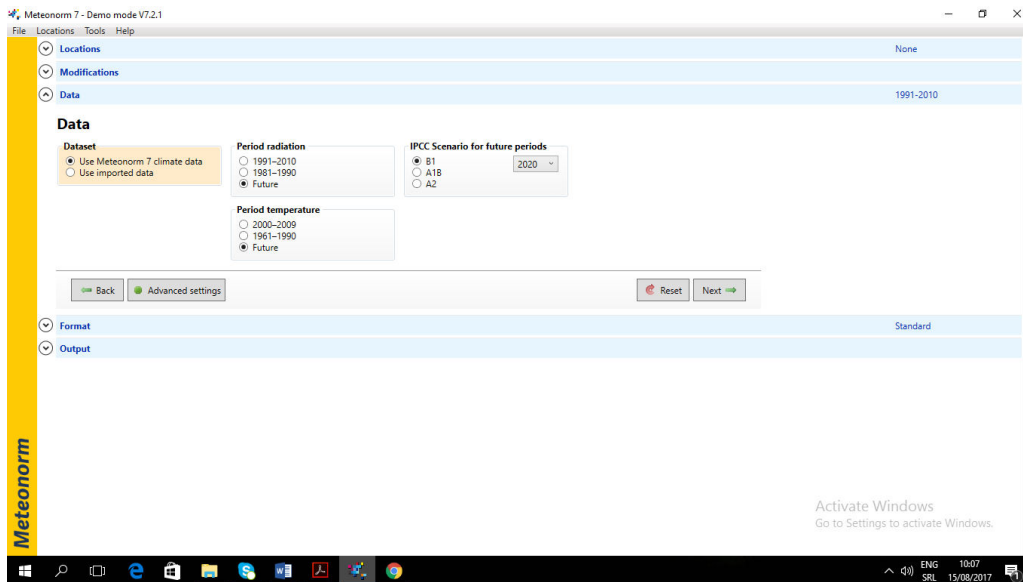 Meteonorm 7 - Demo mode V7.2.1
File Locations Tools Help
Locations None
Modifications
Data 1991-2010
Data
Dataset
Use Meteonorm 7 climate data
Use imported data
Period radiation
1991–2010
1981–1990
Future
IPCC Scenario for future periods
B1
A1B
A2
2020
Period temperature
2000–2009
1961–1990
Future
Back
Advanced settings
Reset
Next
Format Standard
Output
Meteonorm
Activate Windows
Go to Settings to activate Windows.
ENG
SRL
10:07
15/08/2017
1